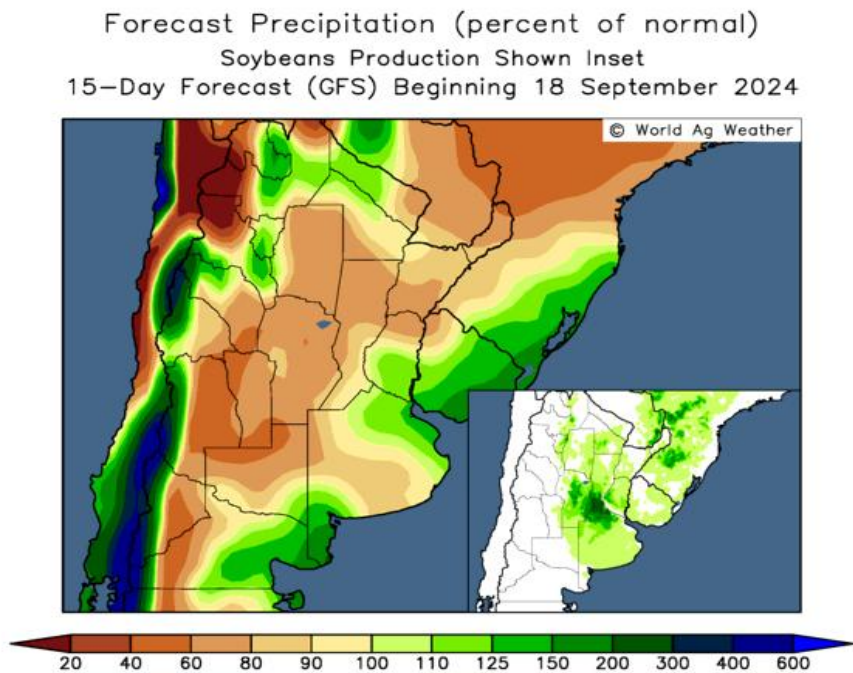 Forecast Precipitation (percent of normal)
Soybeans Production Shown Inset
15-Day Forecast (GFS) Beginning 18 September 2024
© World Ag Weather
20 40 60 80 90 100 110 125 150 200 300 400 600